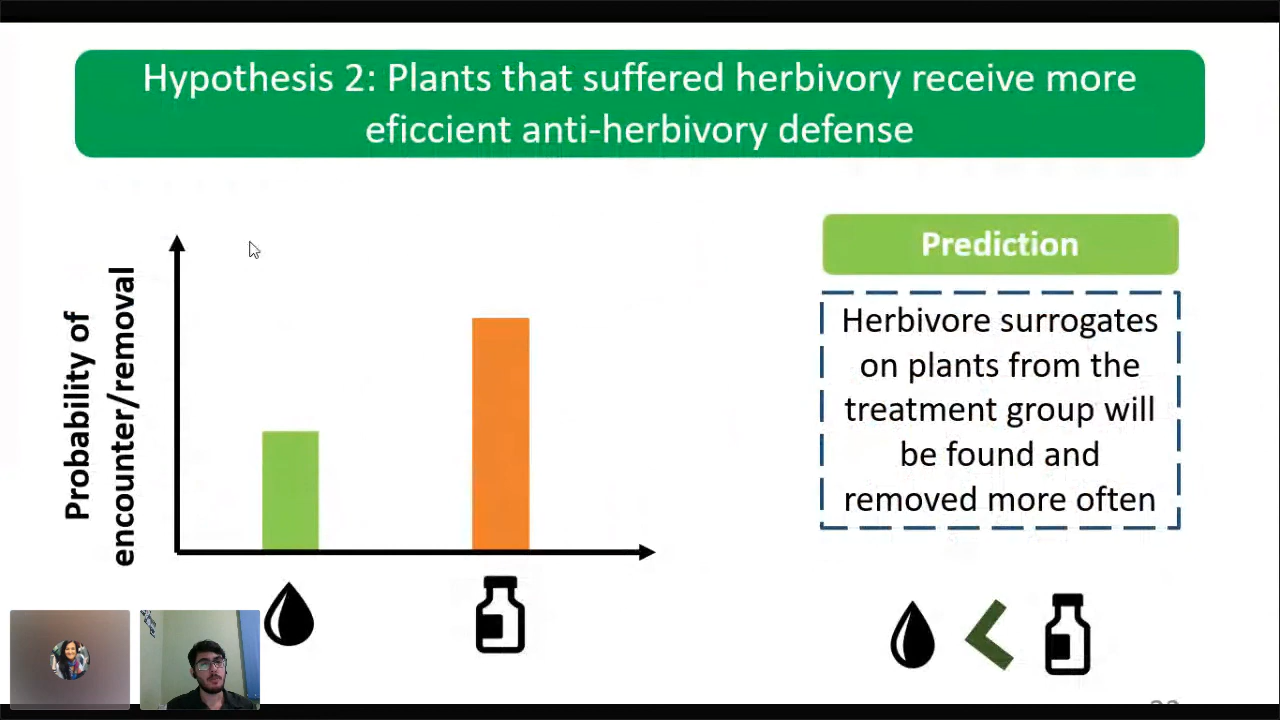 Hypothesis 2: Plants that suffered herbivory receive more
eficcient anti-herbivory defense
Probability of
encounter/removal
Prediction
Herbivore surrogates
on plants from the
treatment group will
be found and
removed more often